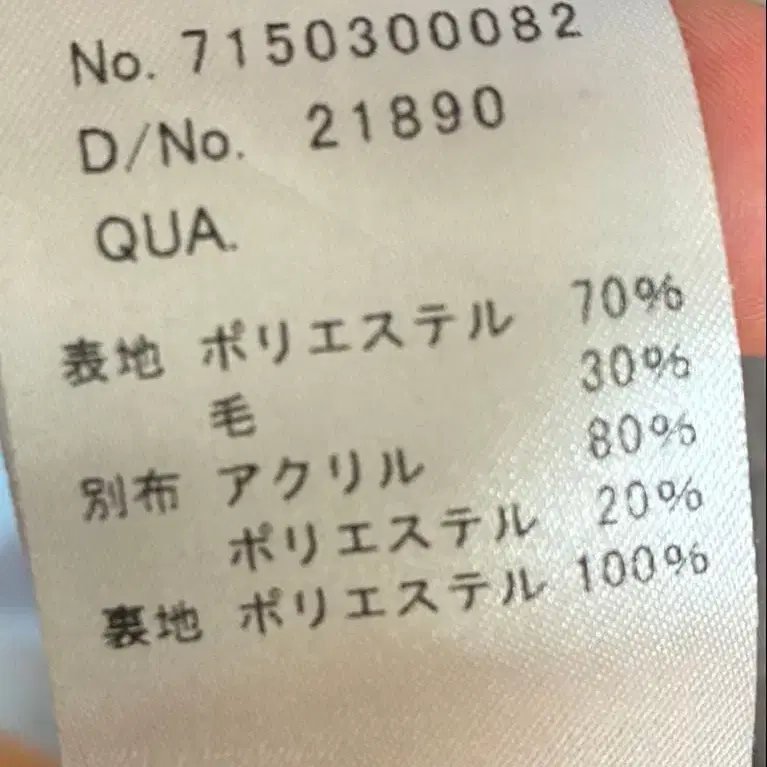 No. 7150300082
D/No. 21890
QUA.
表地 ポリエステル 70%
毛 30%
別布 アクリル 80%
ポリエステル 20%
裏地 ポリエステル 100%